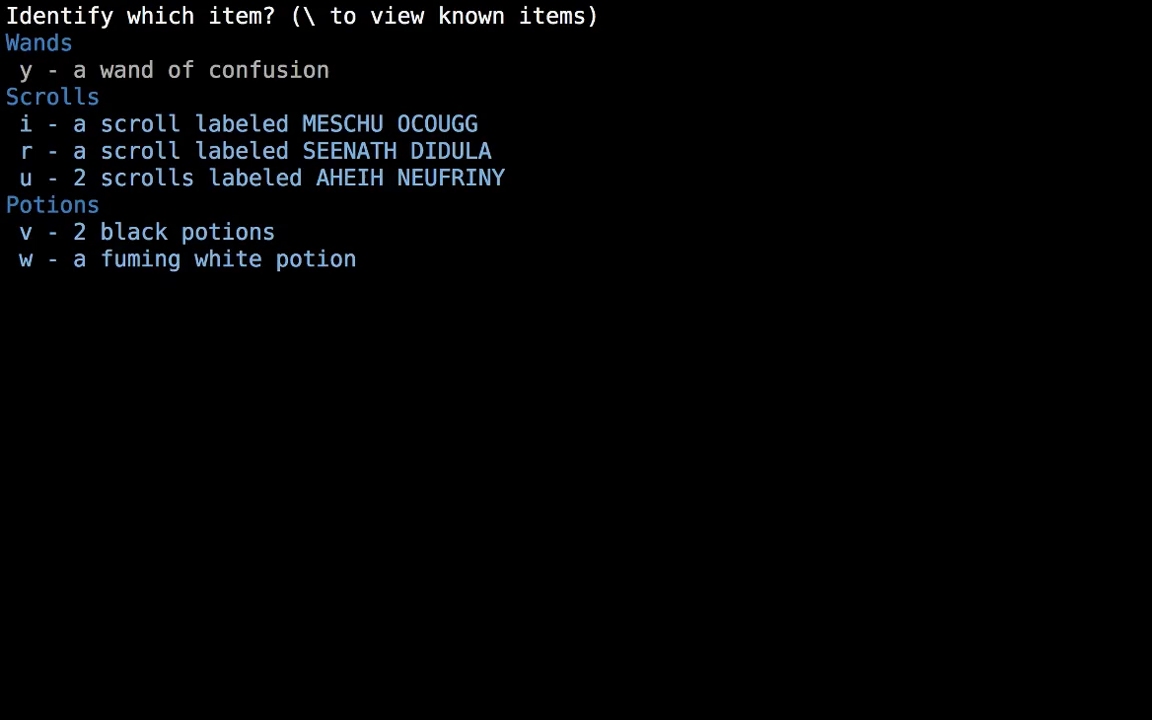 Identify which item? (\ to view known items)
Wands
y - a wand of confusion
Scrolls
i - a scroll labeled MESCHU OCOUGG
r - a scroll labeled SEENATH DIDULA
u - 2 scrolls labeled AHEIH NEUFRINY
Potions
v - 2 black potions
w - a fuming white potion